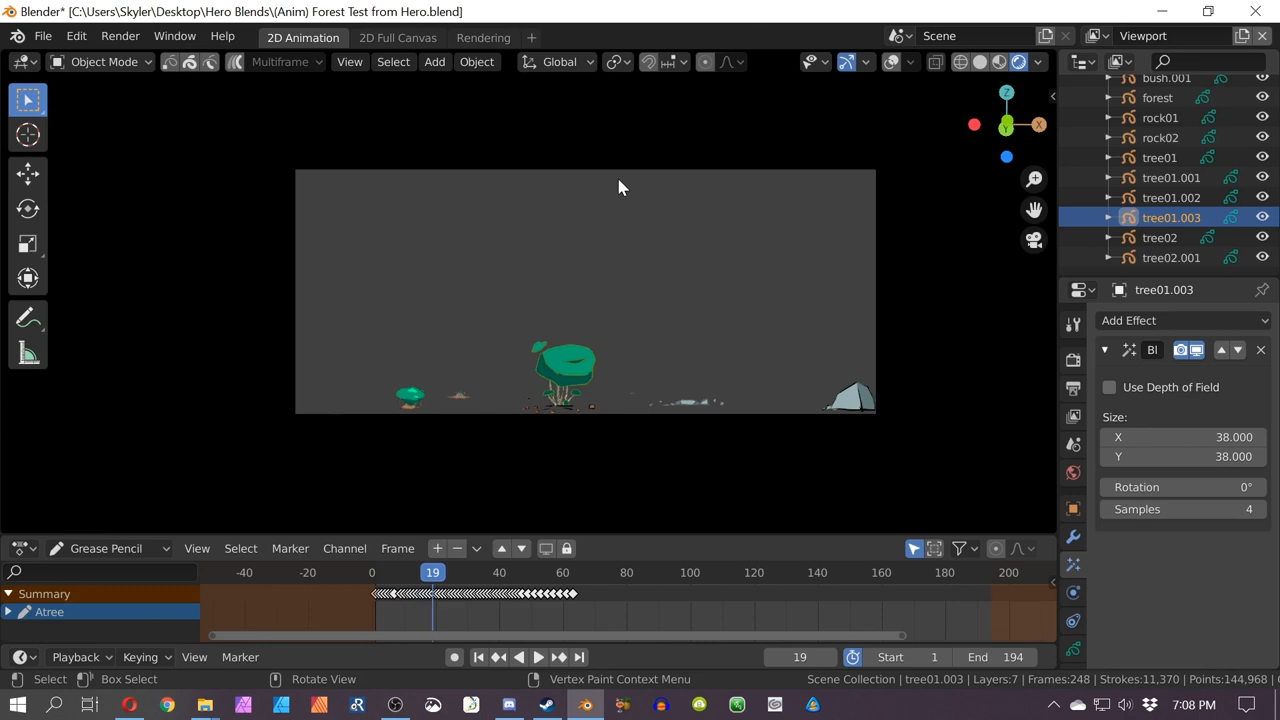 Blender* [C:\Users\Skyler\Desktop\Hero Blends\(Anim) Forest Test from Hero.blend]
File Edit Render Window Help 2D Animation 2D Full Canvas Rendering + Scene Viewport
Object Mode Multiframe View Select Add Object Global
bush.001
forest
rock01
rock02
tree01
tree01.001
tree01.002
tree01.003
tree02
tree02.001
Z
X
Y
tree01.003
Add Effect
Bl
Use Depth of Field
Size:
X 38.000
Y 38.000
Rotation 0°
Samples 4
Grease Pencil View Select Marker Channel Frame
-40 -20 0 19 40 60 80 100 120 140 160 180 200
Summary
Atree
Playback Keying View Marker 19 Start 1 End 194
Select Box Select Rotate View Vertex Paint Context Menu Scene Collection | tree01.003 | Layers:7 | Frames:248 | Strokes:11,370 | Points:144,968 |
7:08 PM